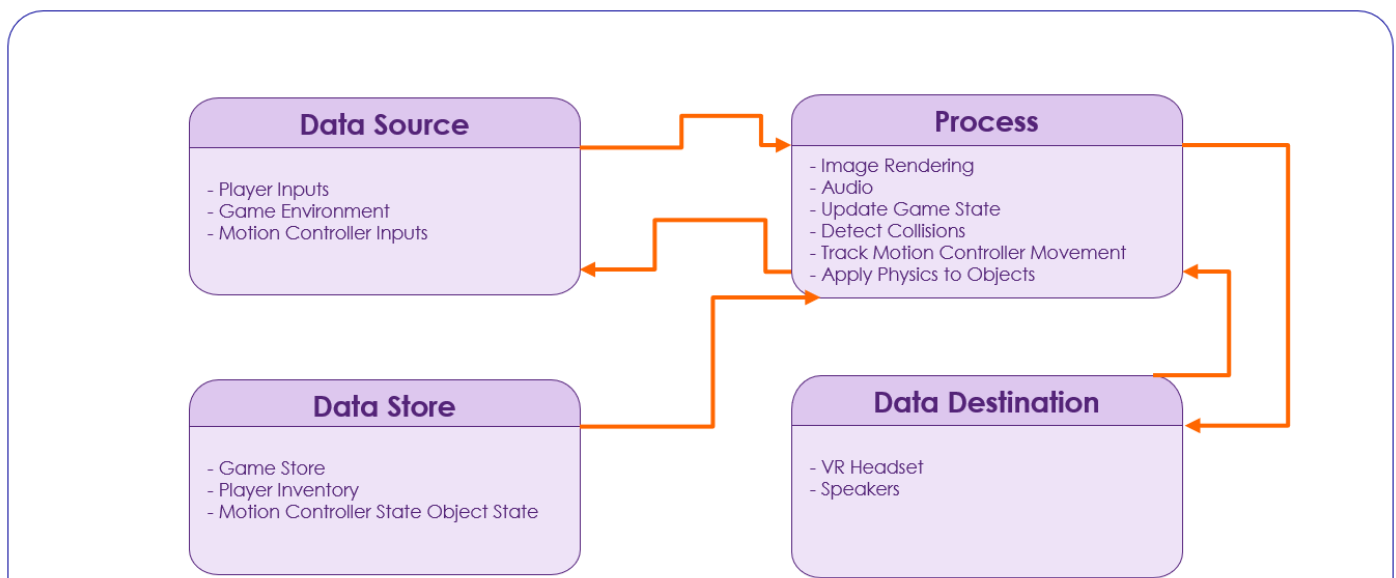 Data Source
- Player Inputs
- Game Environment
- Motion Controller Inputs
Process
- Image Rendering
- Audio
- Update Game State
- Detect Collisions
- Track Motion Controller Movement
- Apply Physics to Objects
Data Store
- Game Store
- Player Inventory
- Motion Controller State Object State
Data Destination
- VR Headset
- Speakers